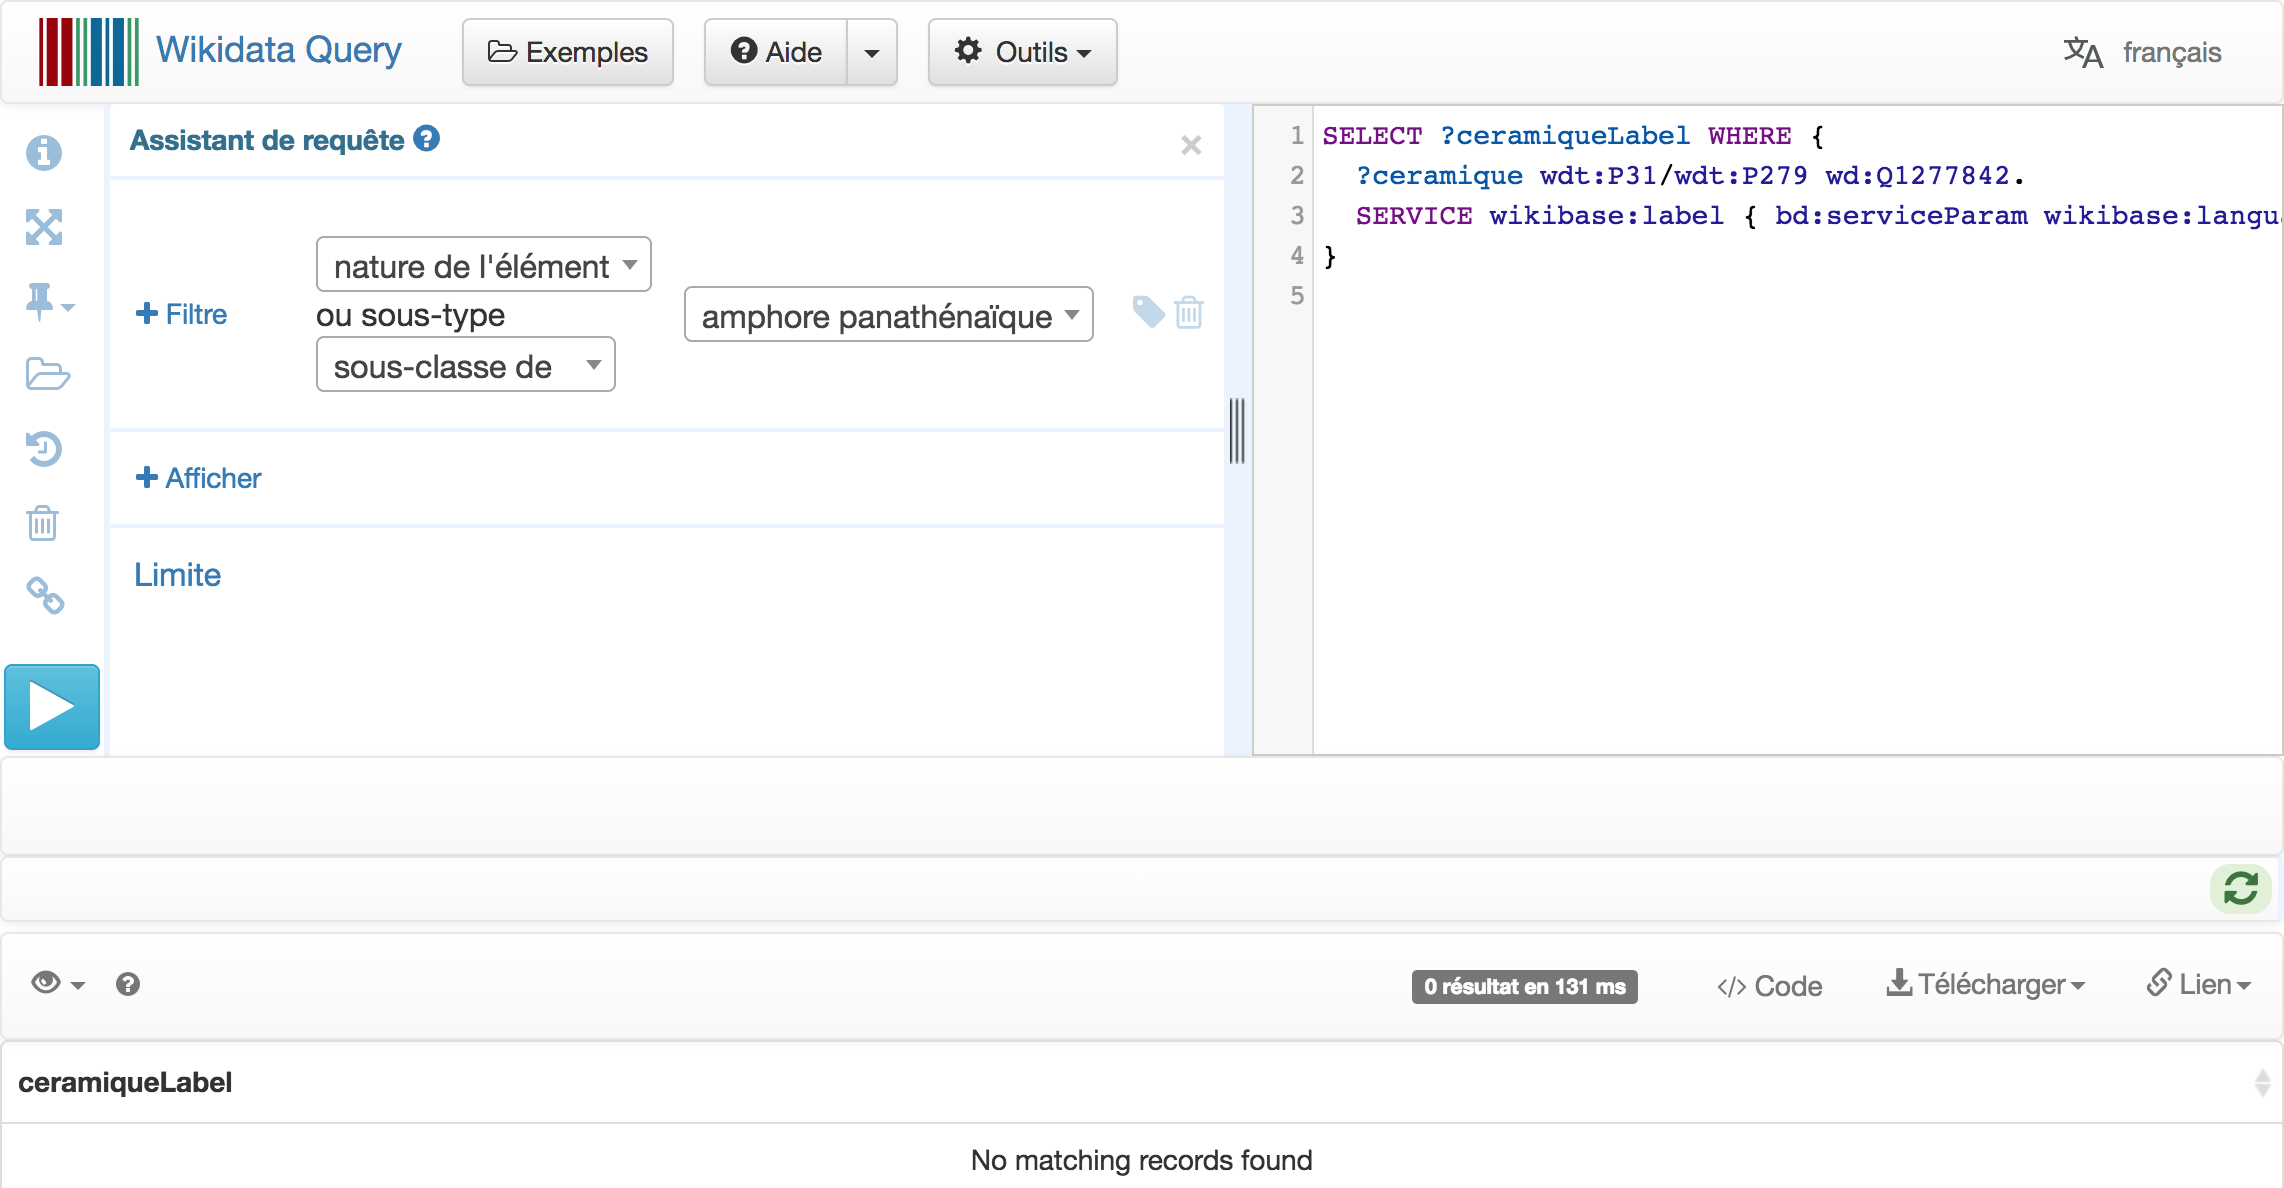 Wikidata Query
Exemples
Aide
Outils
français
Assistant de requête
Filtre
nature de l'élément
ou sous-type
sous-classe de
amphore panathénaïque
Afficher
Limite
1 SELECT ?ceramiqueLabel WHERE {
2 ?ceramique wdt:P31/wdt:P279 wd:Q1277842.
3 SERVICE wikibase:label { bd:serviceParam wikibase:langu
4 }
5
0 résultat en 131 ms
</> Code
Télécharger
Lien
ceramiqueLabel
No matching records found